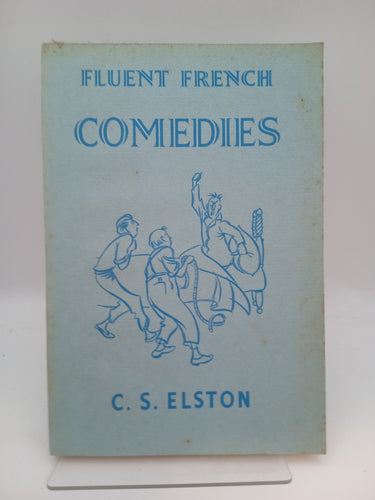 FLUENT FRENCH
COMEDIES
C. S. ELSTON